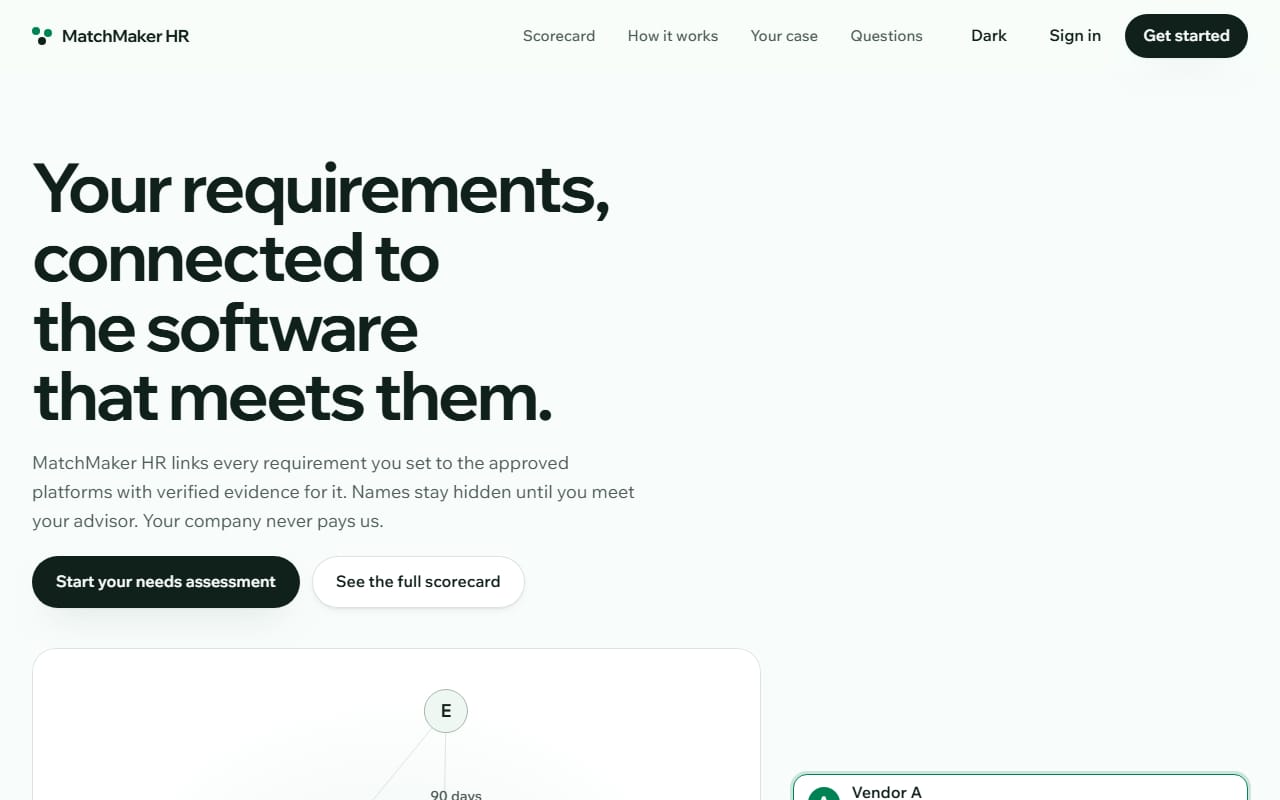 MatchMaker HR
Scorecard
How it works
Your case
Questions
Dark
Sign in
Get started
Your requirements,
connected to
the software
that meets them.
MatchMaker HR links every requirement you set to the approved
platforms with verified evidence for it. Names stay hidden until you meet
your advisor. Your company never pays us.
Start your needs assessment
See the full scorecard
E
90 days
Vendor A